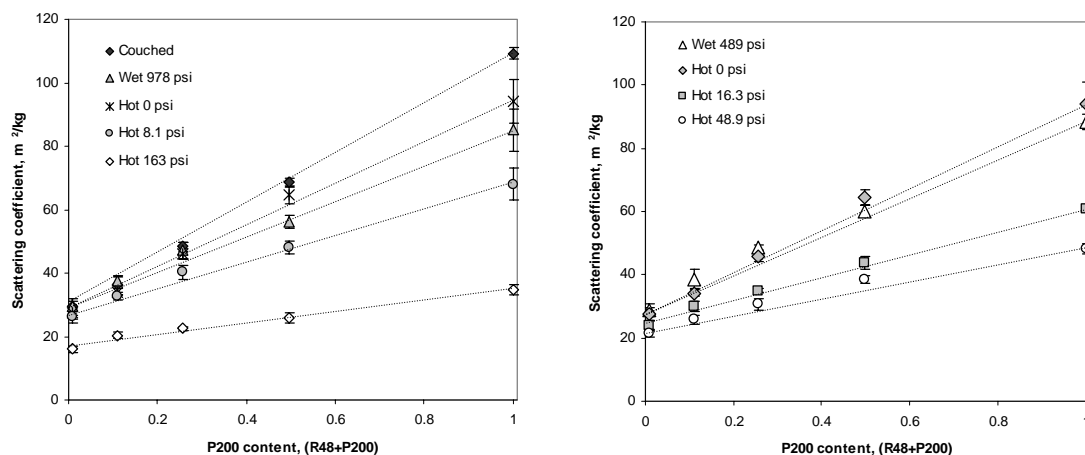 120
100
80
60
40
20
0
Scattering coefficient, m ²/kg
Couched
Wet 978 psi
Hot 0 psi
Hot 8.1 psi
Hot 163 psi
0 0.2 0.4 0.6 0.8 1
P200 content, (R48+P200)
120
100
80
60
40
20
0
Scattering coefficient, m ²/kg
Wet 489 psi
Hot 0 psi
Hot 16.3 psi
Hot 48.9 psi
0 0.2 0.4 0.6 0.8 1
P200 content, (R48+P200)